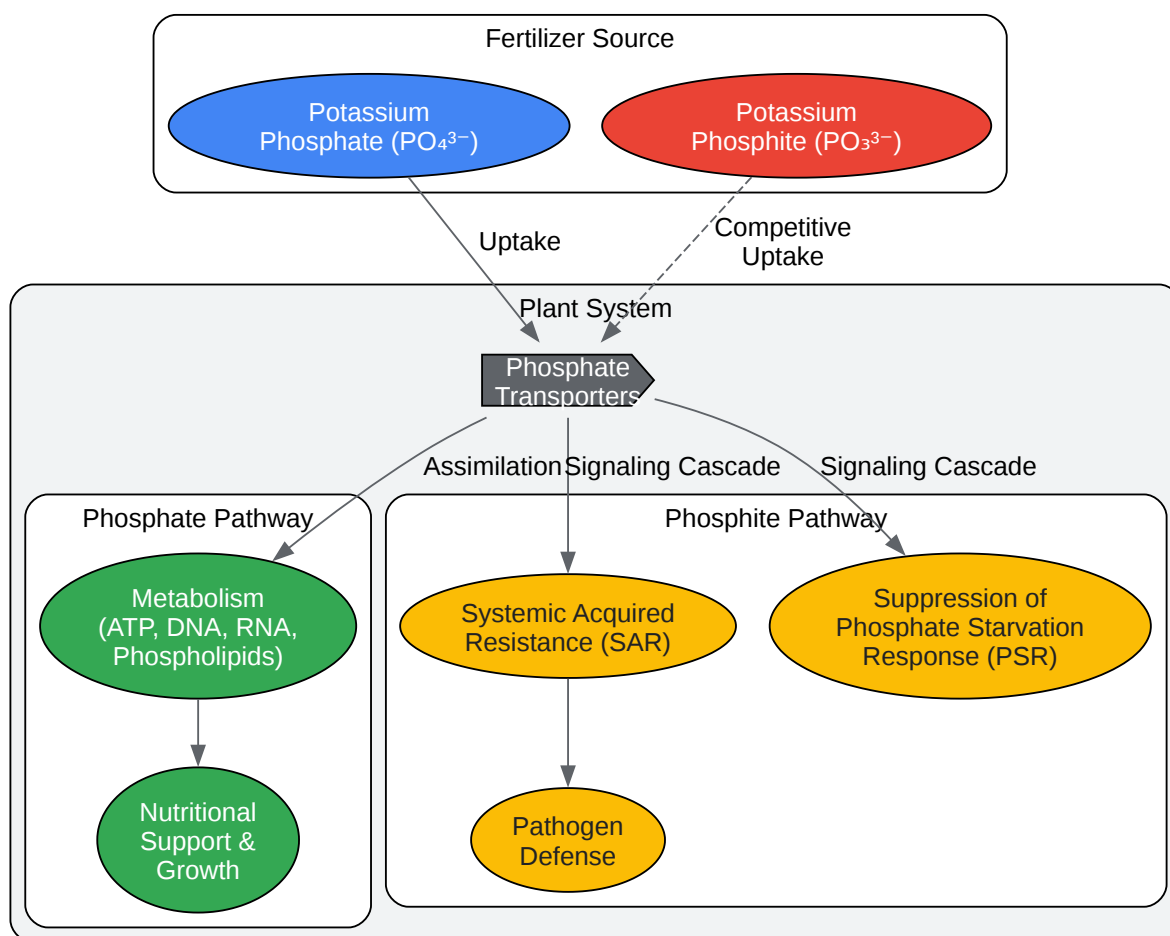 Fertilizer Source
Potassium
Phosphate (PO₄³⁻)
Potassium
Phosphite (PO₃³⁻)
Uptake
Competitive
Uptake
Plant System
Phosphate
Transporters
Assimilation
Signaling Cascade
Signaling Cascade
Phosphate Pathway
Metabolism
(ATP, DNA, RNA,
Phospholipids)
Nutritional
Support &
Growth
Phosphite Pathway
Systemic Acquired
Resistance (SAR)
Suppression of
Phosphate Starvation
Response (PSR)
Pathogen
Defense